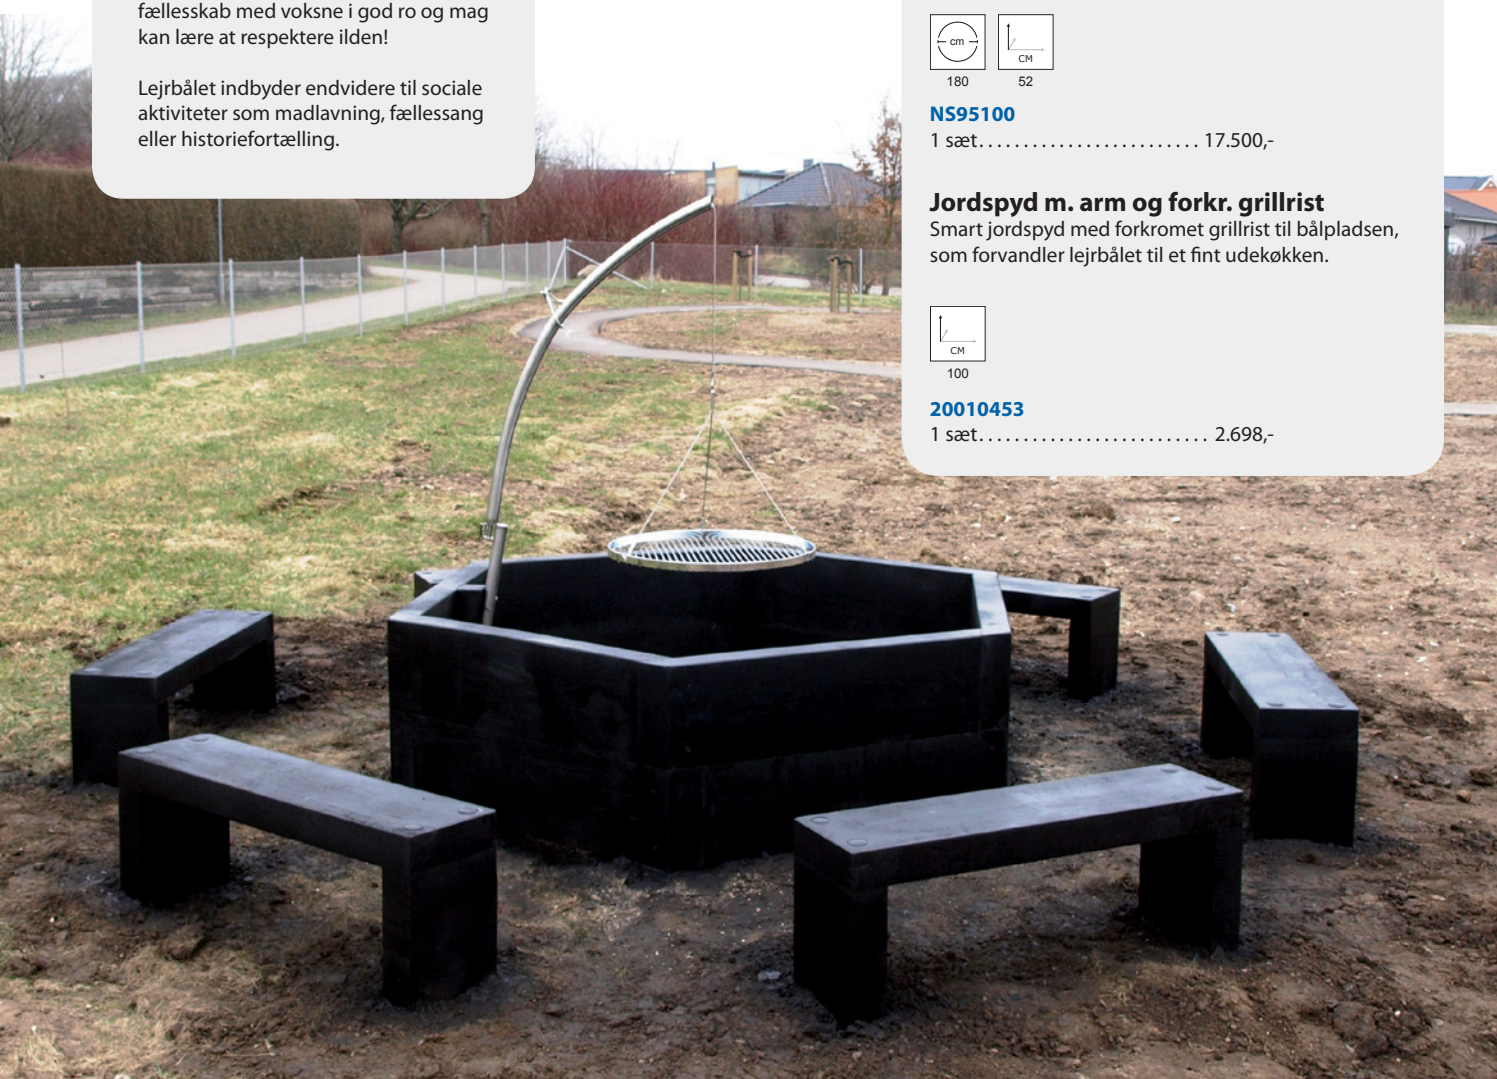 fællesskab med voksne i god ro og mag
kan lære at respektere ilden!
Lejrbålet indbyder endvidere til sociale
aktiviteter som madlavning, fællessang
eller historiefortælling.
cm CM
180 52
NS95100
1 sæt......................... 17.500,-
Jordspyd m. arm og forkr. grillrist
Smart jordspyd med forkromet grillrist til bålpladsen,
som forvandler lejrbålet til et fint udekøkken.
CM
100
20010453
1 sæt.......................... 2.698,-